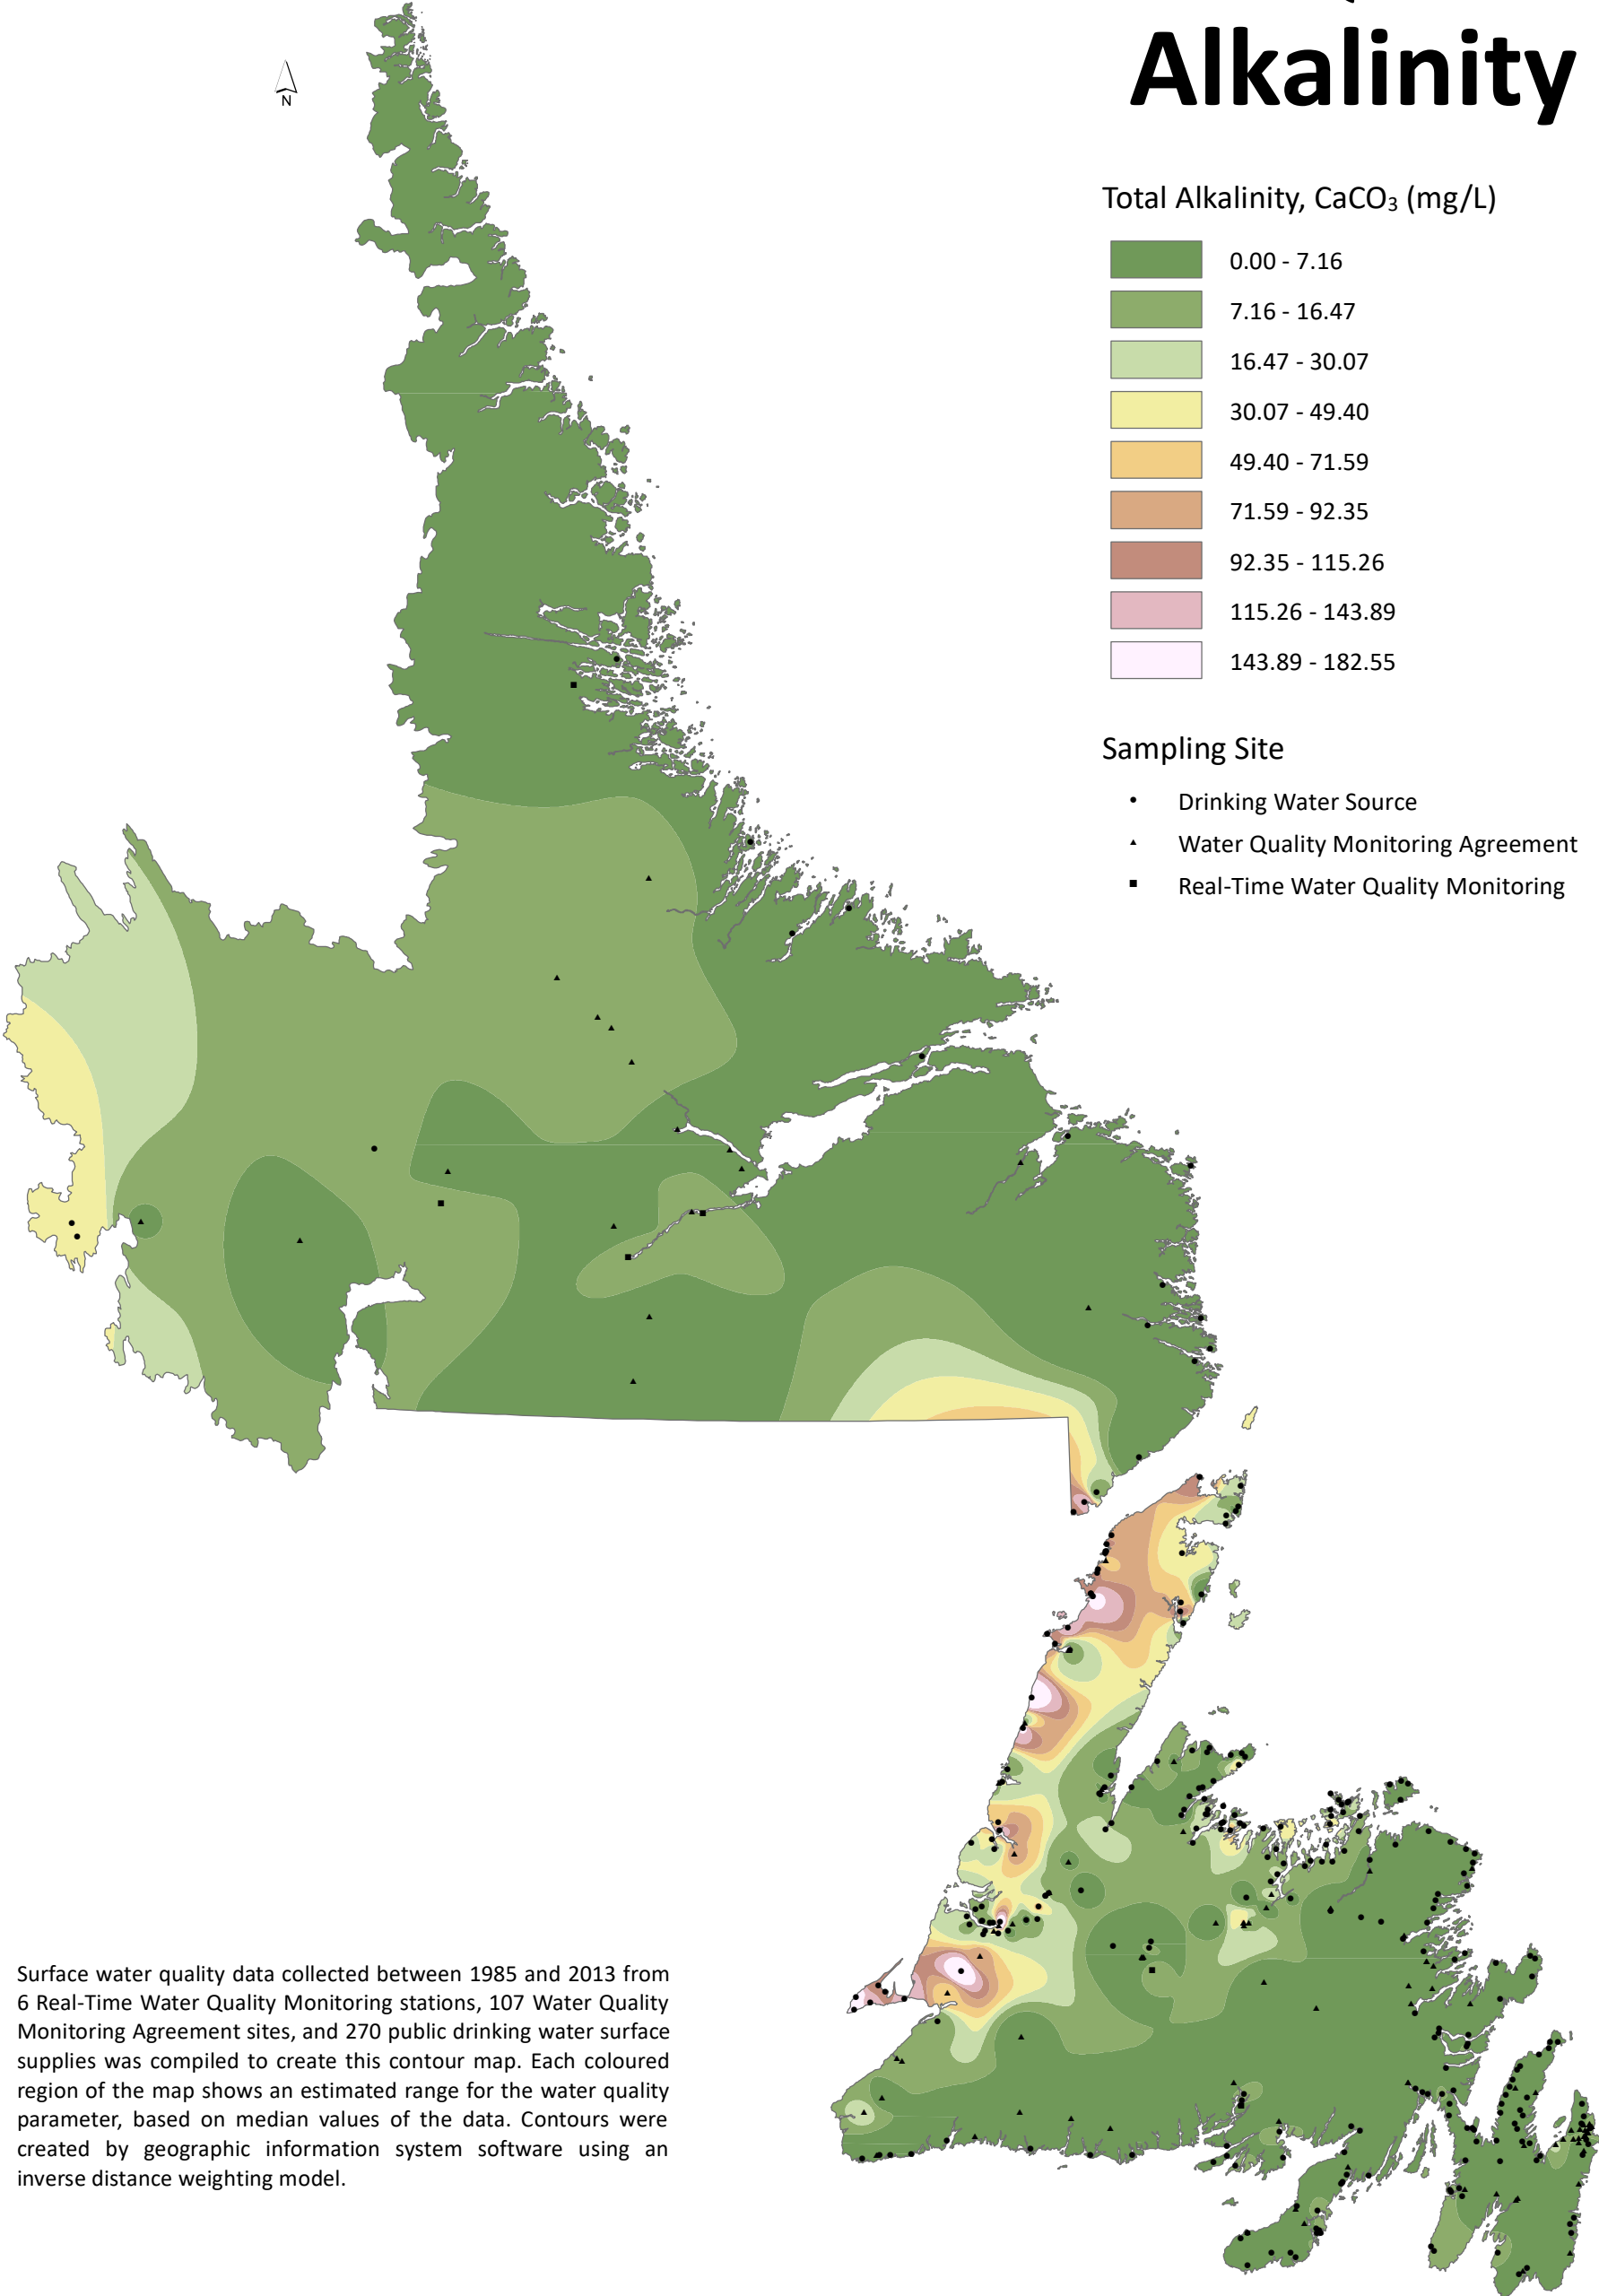 Alkalinity
N
Total Alkalinity, CaCO₃ (mg/L)
0.00 - 7.16
7.16 - 16.47
16.47 - 30.07
30.07 - 49.40
49.40 - 71.59
71.59 - 92.35
92.35 - 115.26
115.26 - 143.89
143.89 - 182.55
Sampling Site
Drinking Water Source
Water Quality Monitoring Agreement
Real-Time Water Quality Monitoring
Surface water quality data collected between 1985 and 2013 from
6 Real-Time Water Quality Monitoring stations, 107 Water Quality
Monitoring Agreement sites, and 270 public drinking water surface
supplies was compiled to create this contour map. Each coloured
region of the map shows an estimated range for the water quality
parameter, based on median values of the data. Contours were
created by geographic information system software using an
inverse distance weighting model.